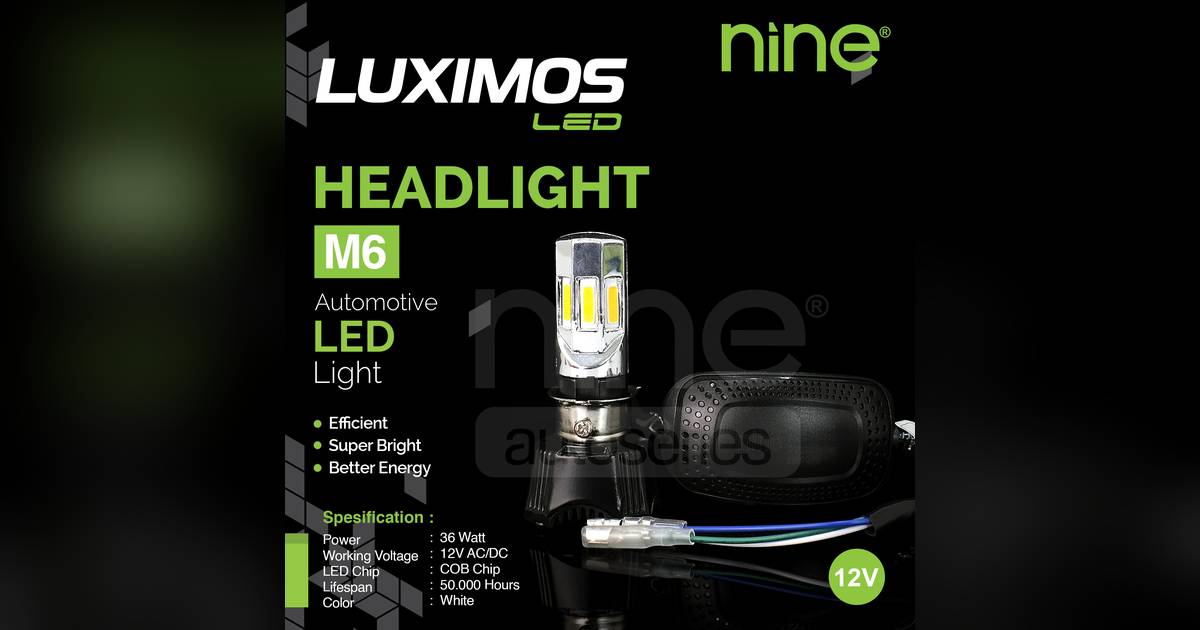 nine®
LUXIMOS
LED
HEADLIGHT
M6
Automotive
LED
Light
Efficient
Super Bright
Better Energy
Spesification :
Power : 36 Watt
Working Voltage : 12V AC/DC
LED Chip : COB Chip
Lifespan : 50.000 Hours
Color : White
nine®
autoseries
12V